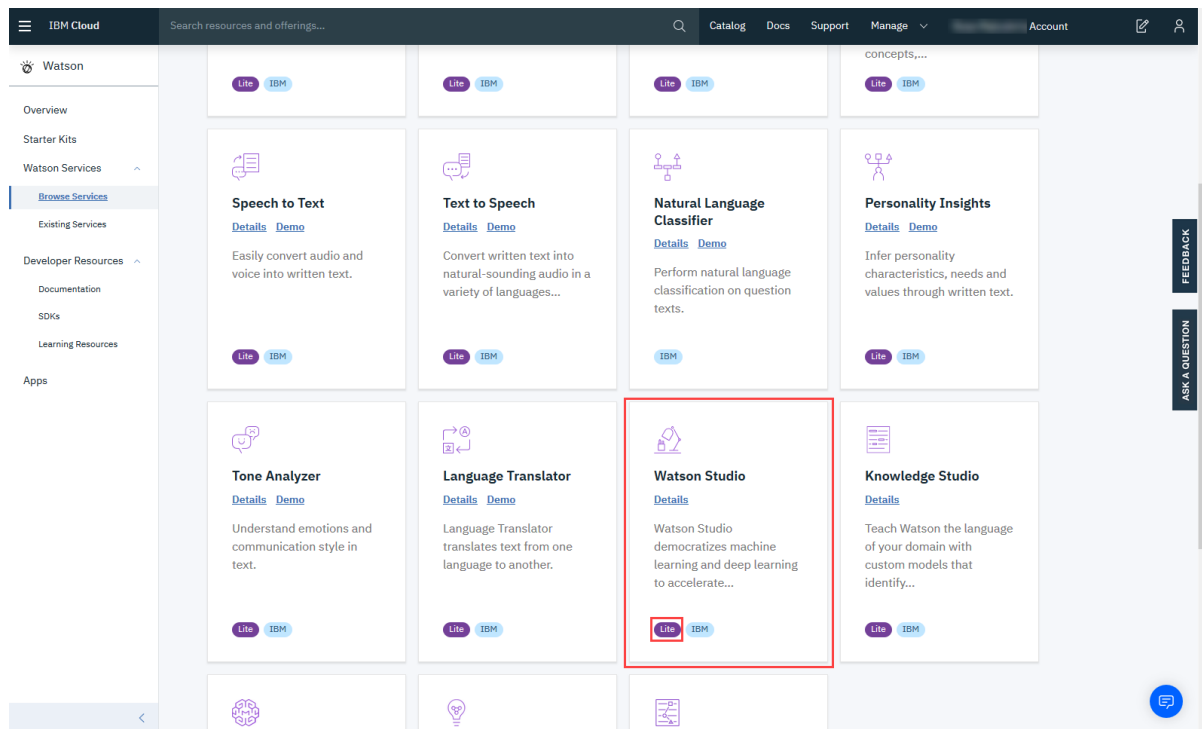 IBM Cloud
Search resources and offerings...
Catalog Docs Support Manage Account
Watson
Overview
Starter Kits
Watson Services
Browse Services
Existing Services
Developer Resources
Documentation
SDKs
Learning Resources
Apps
concepts,...
Lite IBM
Lite IBM
Lite IBM
Lite IBM
Speech to Text
Details Demo
Easily convert audio and
voice into written text.
Lite IBM
Text to Speech
Details Demo
Convert written text into
natural-sounding audio in a
variety of languages...
Lite IBM
Natural Language
Classifier
Details Demo
Perform natural language
classification on question
texts.
IBM
Personality Insights
Details Demo
Infer personality
characteristics, needs and
values through written text.
Lite IBM
Tone Analyzer
Details Demo
Understand emotions and
communication style in
text.
Lite IBM
Language Translator
Details Demo
Language Translator
translates text from one
language to another.
Lite IBM
Watson Studio
Details
Watson Studio
democratizes machine
learning and deep learning
to accelerate...
Lite IBM
Knowledge Studio
Details
Teach Watson the language
of your domain with
custom models that
identify...
Lite IBM
FEEDBACK
ASK A QUESTION